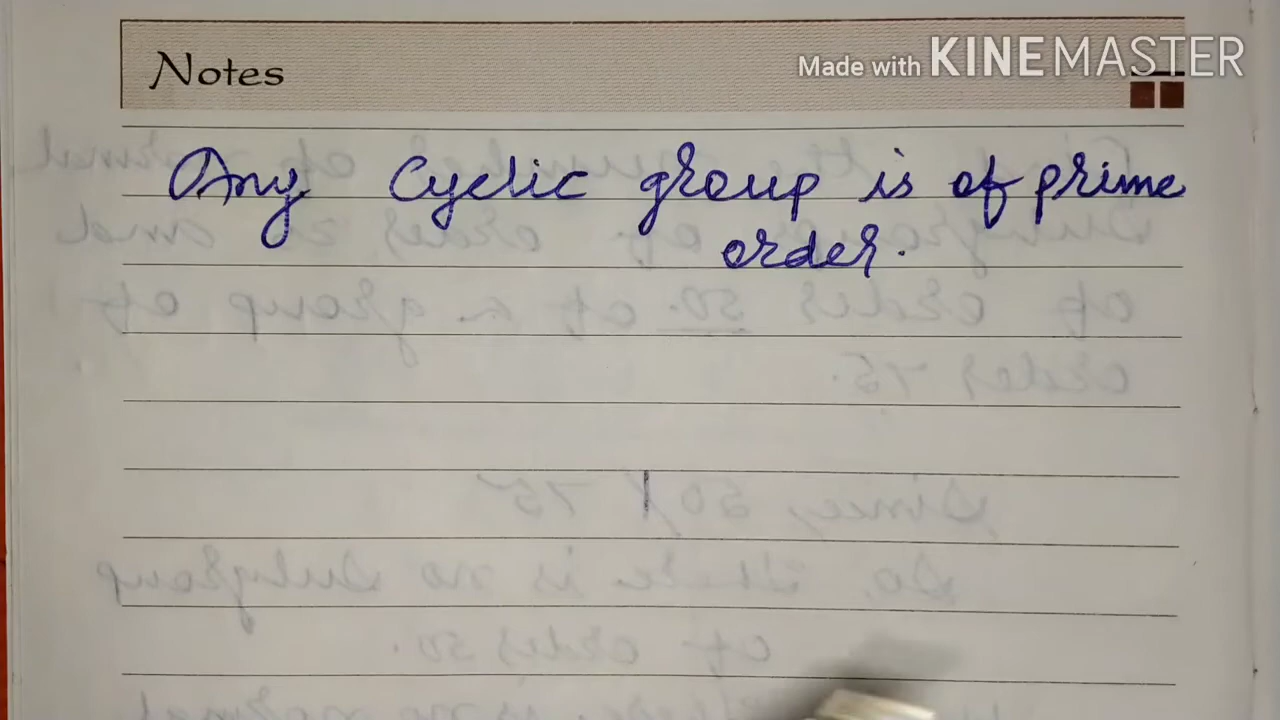 Notes
Made with KINEMASTER
Any Cyclic group is of prime
order.